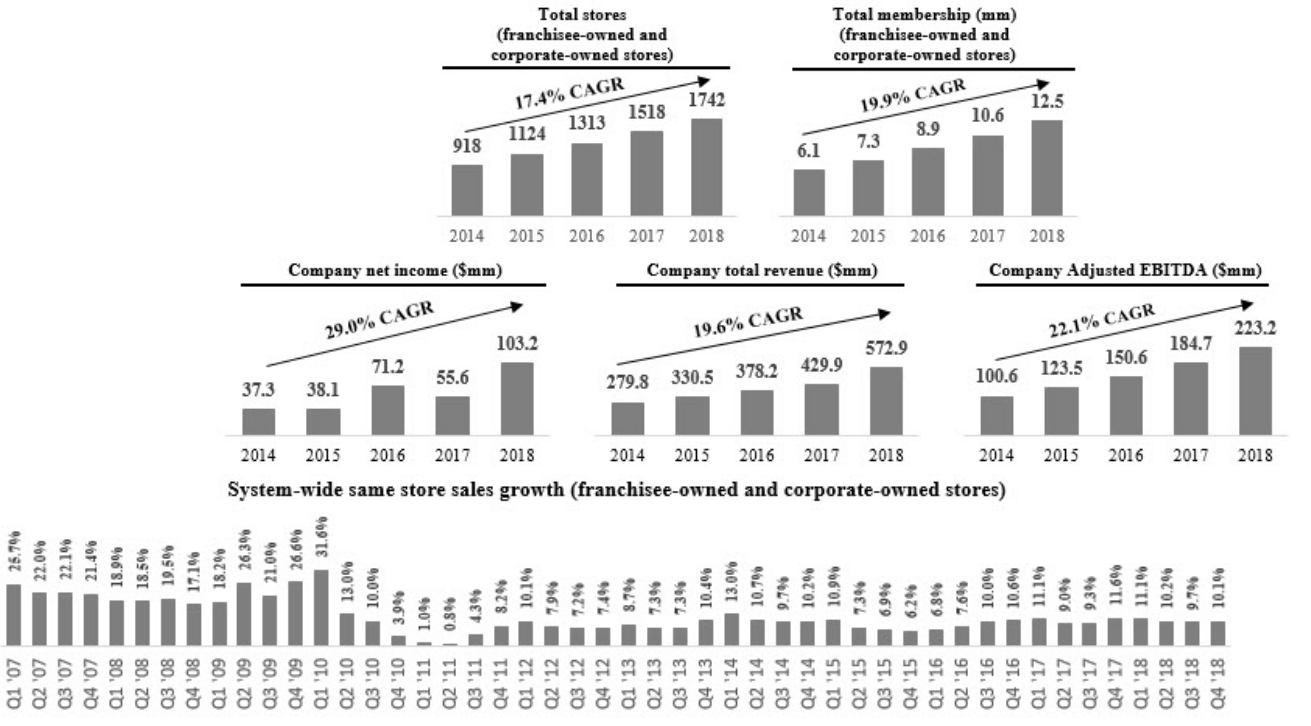 Total stores
(franchisee-owned and
corporate-owned stores)
17.4% CAGR
918 1124 1313 1518 1742
2014 2015 2016 2017 2018
Total membership (mm)
(franchisee-owned and
corporate-owned stores)
19.9% CAGR
6.1 7.3 8.9 10.6 12.5
2014 2015 2016 2017 2018
Company net income ($mm)
29.0% CAGR
37.3 38.1 71.2 55.6 103.2
2014 2015 2016 2017 2018
Company total revenue ($mm)
19.6% CAGR
279.8 330.5 378.2 429.9 572.9
2014 2015 2016 2017 2018
Company Adjusted EBITDA ($mm)
22.1% CAGR
100.6 123.5 150.6 184.7 223.2
2014 2015 2016 2017 2018
System-wide same store sales growth (franchisee-owned and corporate-owned stores)
25.7% 22.0% 22.1% 21.4% 18.9% 18.5% 19.5% 17.1% 18.2% 26.3% 21.0% 26.6% 31.6% 13.0% 10.0% 3.9% 1.0% 0.8% 4.3% 8.2% 10.1% 7.9% 7.2% 7.4% 8.7% 7.3% 7.3% 10.4% 13.0% 10.7% 9.7% 10.2% 10.9% 7.3% 6.9% 6.2% 6.8% 7.6% 10.0% 10.6% 11.1% 9.0% 9.3% 11.6% 11.1% 10.2% 9.7% 10.1%
Q1 '07 Q2 '07 Q3 '07 Q4 '07 Q1 '08 Q2 '08 Q3 '08 Q4 '08 Q1 '09 Q2 '09 Q3 '09 Q4 '09 Q1 '10 Q2 '10 Q3 '10 Q4 '10 Q1 '11 Q2 '11 Q3 '11 Q4 '11 Q1 '12 Q2 '12 Q3 '12 Q4 '12 Q1 '13 Q2 '13 Q3 '13 Q4 '13 Q1 '14 Q2 '14 Q3 '14 Q4 '14 Q1 '15 Q2 '15 Q3 '15 Q4 '15 Q1 '16 Q2 '16 Q3 '16 Q4 '16 Q1 '17 Q2 '17 Q3 '17 Q4 '17 Q1 '18 Q2 '18 Q3 '18 Q4 '18